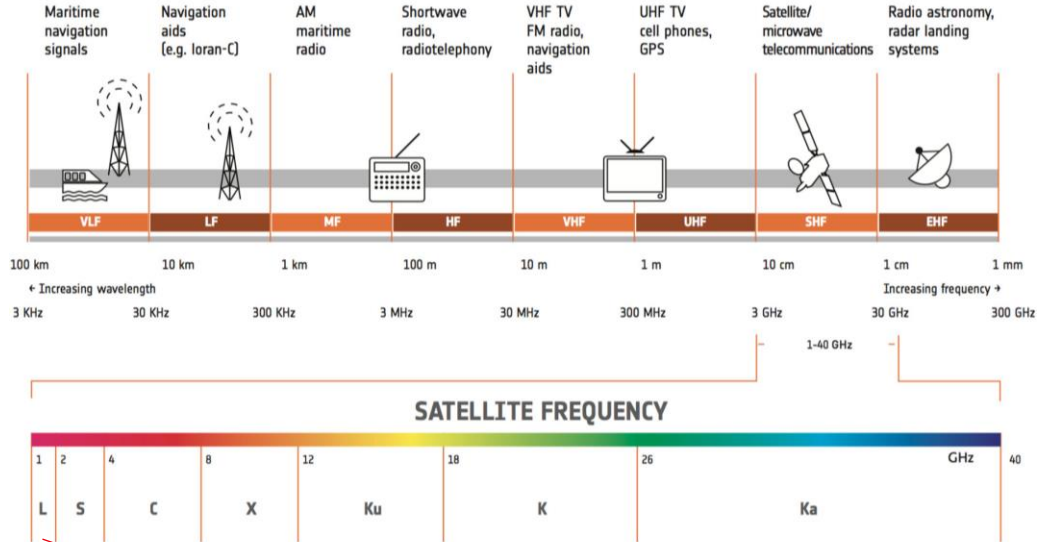 Maritime
navigation
signals
Navigation
aids
(e.g. loran-C)
AM
maritime
radio
Shortwave
radio,
radiotelephony
VHF TV
FM radio,
navigation
aids
UHF TV
cell phones,
GPS
Satellite/
microwave
telecommunications
Radio astronomy,
radar landing
systems
VLF LF MF HF VHF UHF SHF EHF
100 km 10 km 1 km 100 m 10 m 1 m 10 cm 1 cm 1 mm
← Increasing wavelength Increasing frequency →
3 KHz 30 KHz 300 KHz 3 MHz 30 MHz 300 MHz 3 GHz 30 GHz 300 GHz
1-40 GHz
SATELLITE FREQUENCY
1 2 4 8 12 18 26 GHz 40
L S C X Ku K Ka